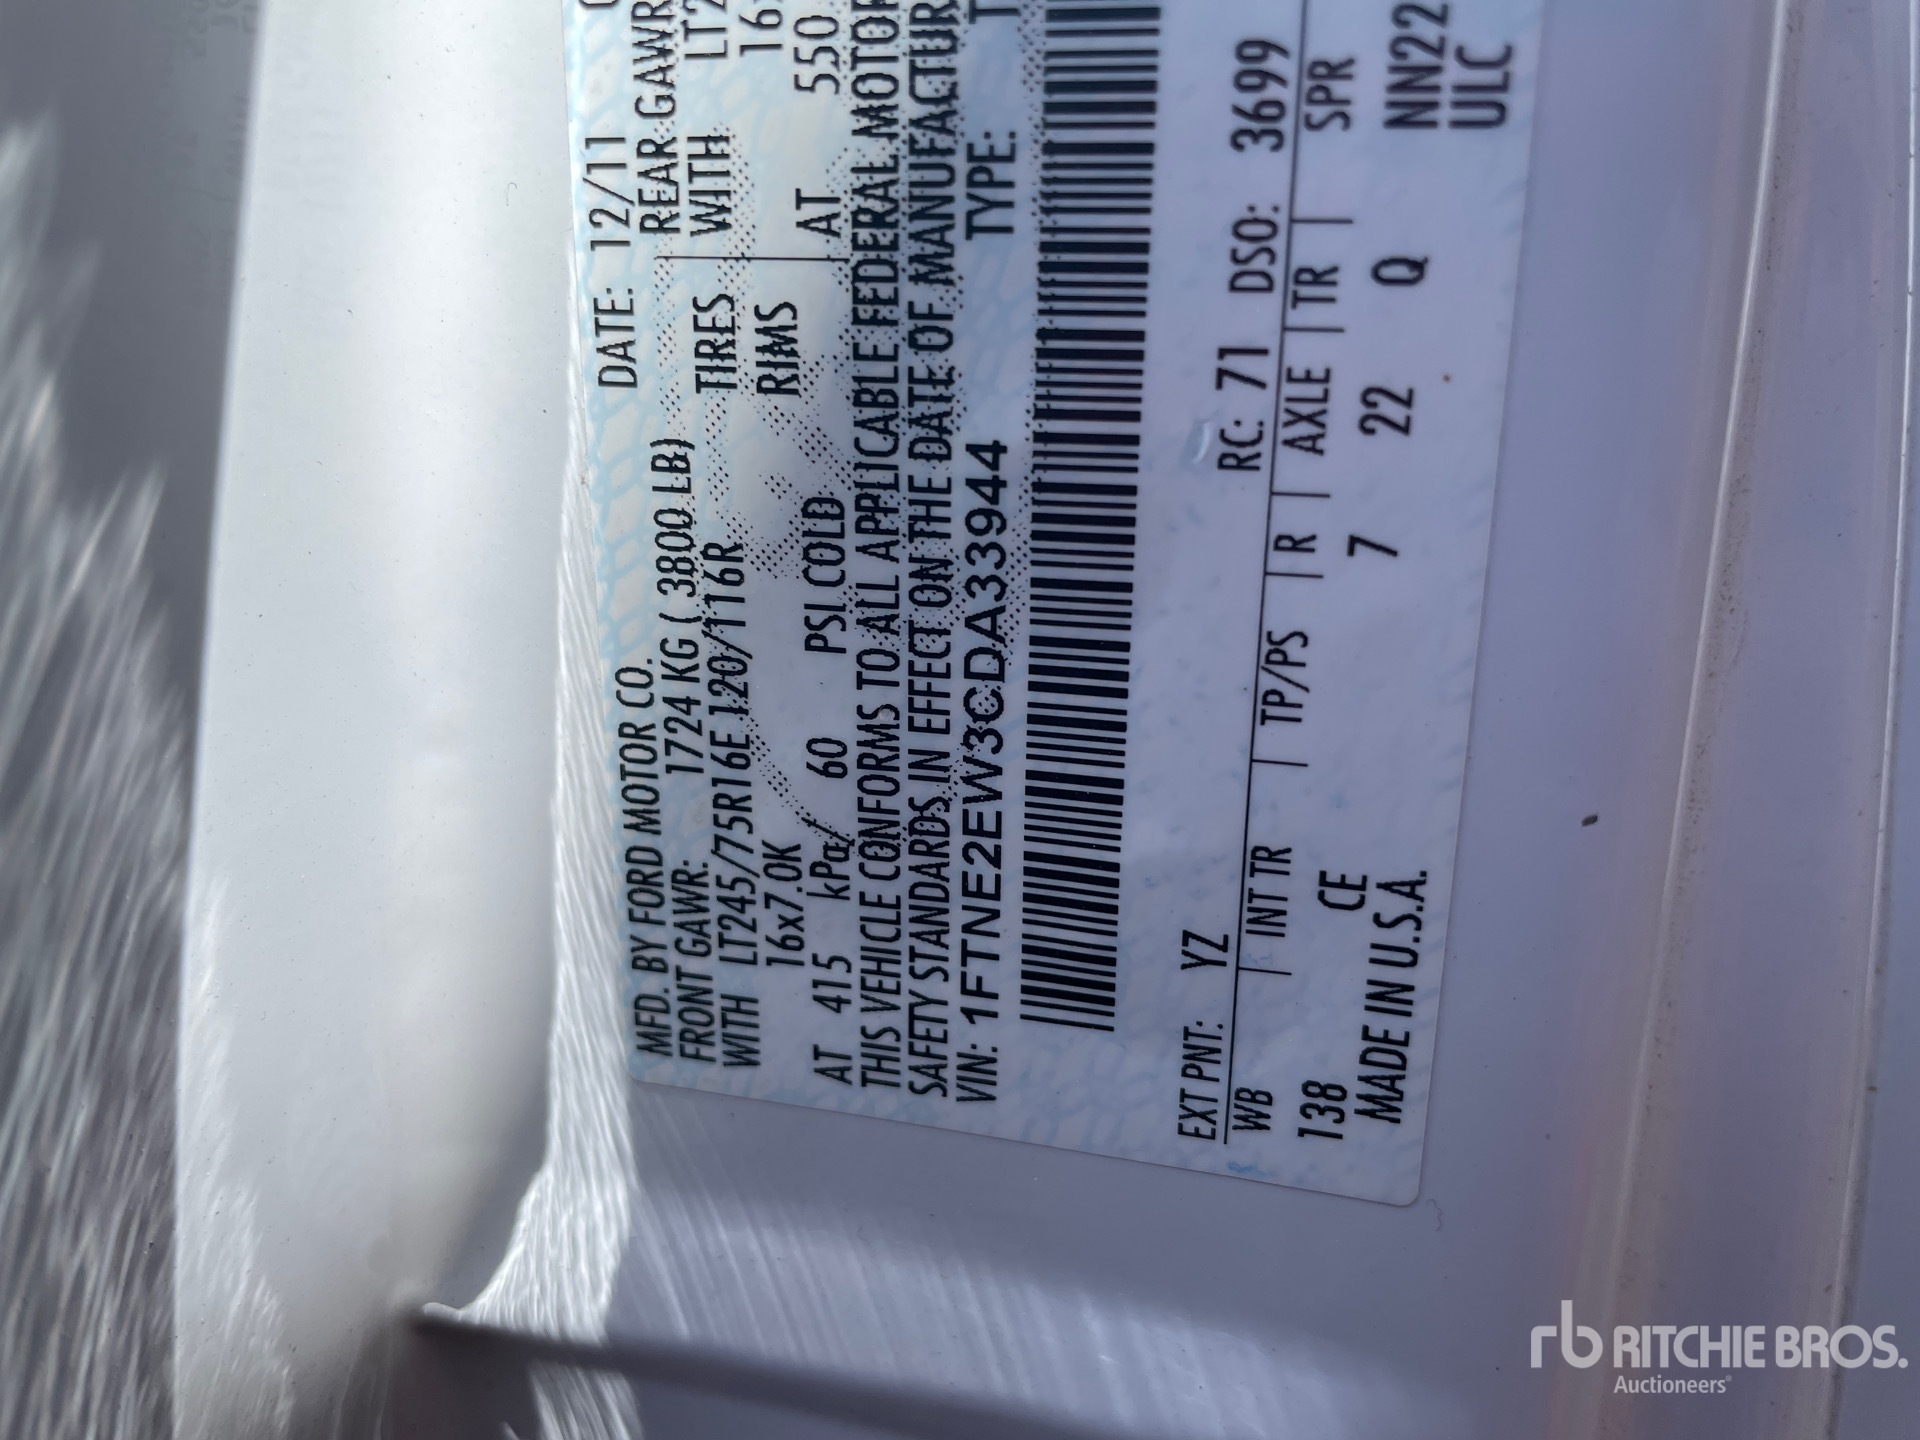 MFD. BY FORD MOTOR CO.
DATE: 12/11
FRONT GAWR: 1724 KG ( 3800 LB)
REAR GAWR
WITH LT245/75R16E 120/116R
TIRES WITH
16x7.0K
RIMS
AT 415 kPa/ 60 PSI COLD
AT 550
THIS VEHICLE CONFORMS TO ALL APPLICABLE FEDERAL MOTOR
SAFETY STANDARDS IN EFFECT ON THE DATE OF MANUFACTUR
VIN: 1FTNE2EW3CDA33944
TYPE: T
EXT PNT: YZ RC: 71 DSO: 3699
WB INT TR TP/PS R AXLE TR SPR
138 CE 7 22 Q NN22
MADE IN U.S.A. ULC
rb RITCHIE BROS.
Auctioneers